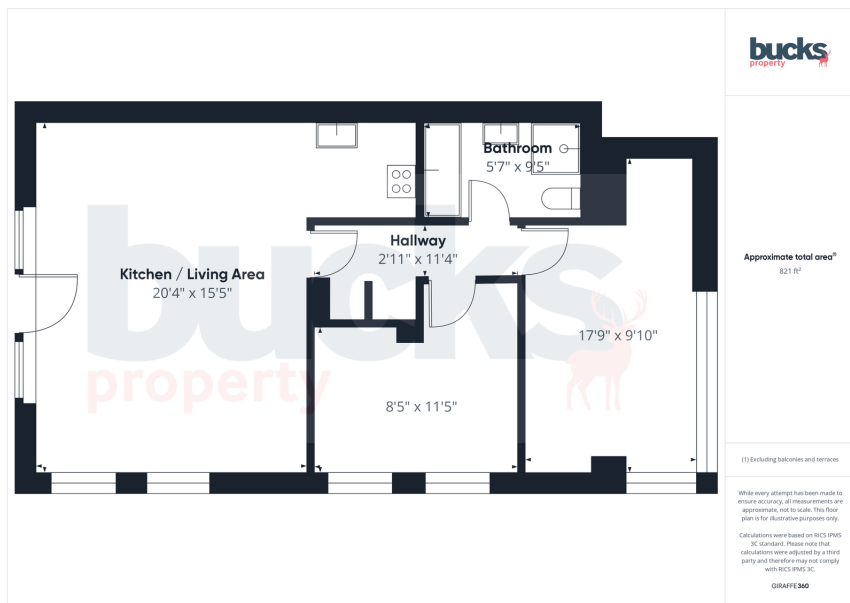 bucks
property
Bathroom
5'7" x 9'5"
Hallway
2'11" x 11'4"
Kitchen / Living Area
20'4" x 15'5"
17'9" x 9'10"
8'5" x 11'5"
bucks
property
Approximate total area⁽¹⁾
821 ft²
(1) Excluding balconies and terraces
While every attempt has been made to
ensure accuracy, all measurements are
approximate, not to scale. This floor
plan is for illustrative purposes only.
Calculations were based on RICS IPMS
3C standard. Please note that
calculations were adjusted by a third
party and therefore may not comply
with RICS IPMS 3C.
GIRAFFE360